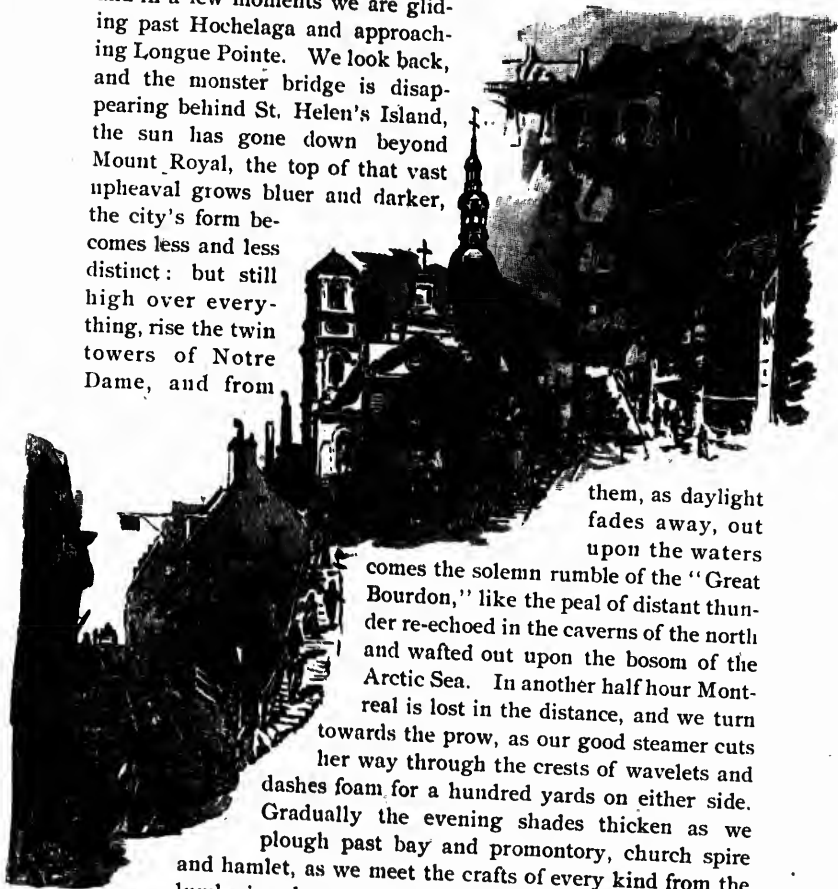 and in a few moments we are glid-
ing past Hochelaga and approach-
ing Longue Pointe. We look back,
and the monster bridge is disap-
pearing behind St. Helen's Island,
the sun has gone down beyond
Mount Royal, the top of that vast
upheaval grows bluer and darker,
the city's form be-
comes less and less
distinct: but still
high over every-
thing, rise the twin
towers of Notre
Dame, and from
them, as daylight
fades away, out
upon the waters
comes the solemn rumble of the "Great
Bourdon," like the peal of distant thun-
der re-echoed in the caverns of the north
and wafted out upon the bosom of the
Arctic Sea. In another half hour Mont-
real is lost in the distance, and we turn
towards the prow, as our good steamer cuts
her way through the crests of wavelets and
dashes foam for a hundred yards on either side.
Gradually the evening shades thicken as we
plough past bay and promontory, church spire
and hamlet, as we meet the crafts of every kind from the